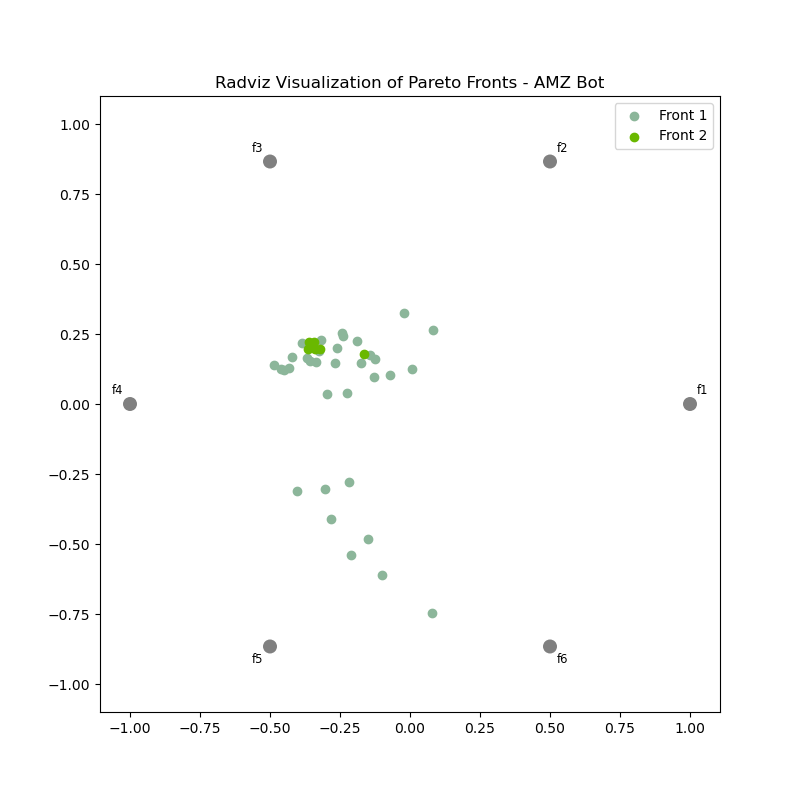 Radviz Visualization of Pareto Fronts - AMZ Bot
Front 1
Front 2
1.00
0.75
0.50
0.25
0.00
−0.25
−0.50
−0.75
−1.00
f3
f2
f4
f1
f5
f6
−1.00 −0.75 −0.50 −0.25 0.00 0.25 0.50 0.75 1.00